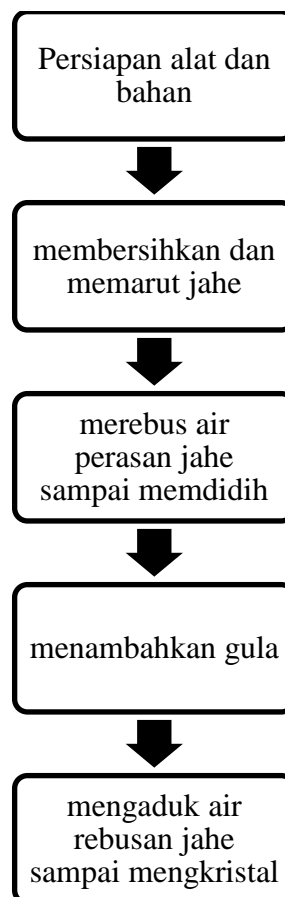 Persiapan alat dan
bahan
membersihkan dan
memarut jahe
merebus air
perasan jahe
sampai memdidih
menambahkan gula
mengaduk air
rebusan jahe
sampai mengkristal